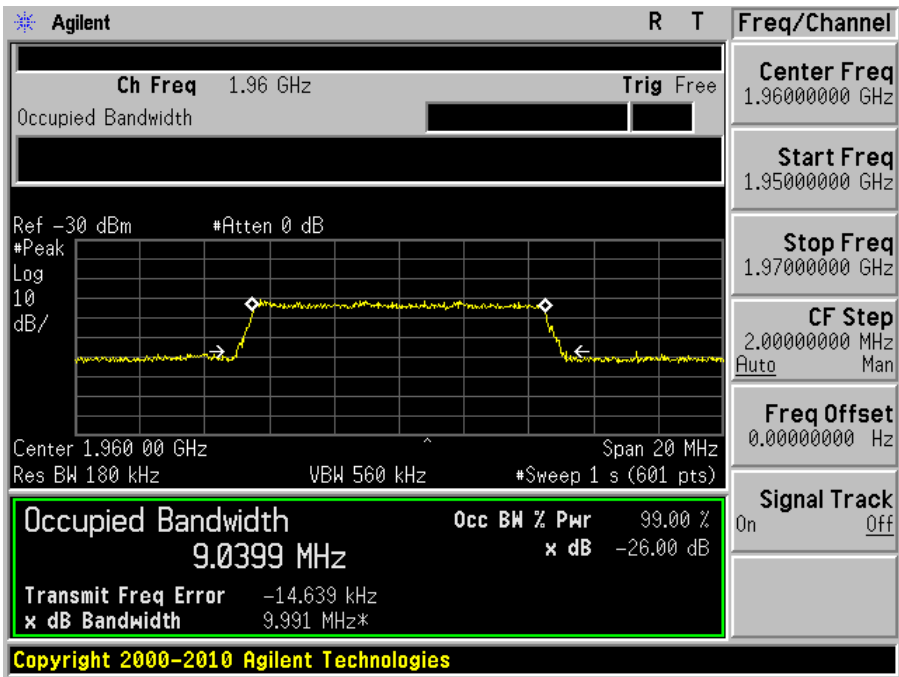 Agilent R T
Ch Freq 1.96 GHz Trig Free
Occupied Bandwidth
Ref -30 dBm #Atten 0 dB
#Peak
Log
10
dB/
Center 1.960 00 GHz Span 20 MHz
Res BW 180 kHz VBW 560 kHz #Sweep 1 s (601 pts)
Occupied Bandwidth Occ BW % Pwr 99.00 %
9.0399 MHz x dB -26.00 dB
Transmit Freq Error -14.639 kHz
x dB Bandwidth 9.991 MHz*
Copyright 2000-2010 Agilent Technologies
Freq/Channel
Center Freq
1.96000000 GHz
Start Freq
1.95000000 GHz
Stop Freq
1.97000000 GHz
CF Step
2.00000000 MHz
Auto Man
Freq Offset
0.00000000 Hz
Signal Track
On Off